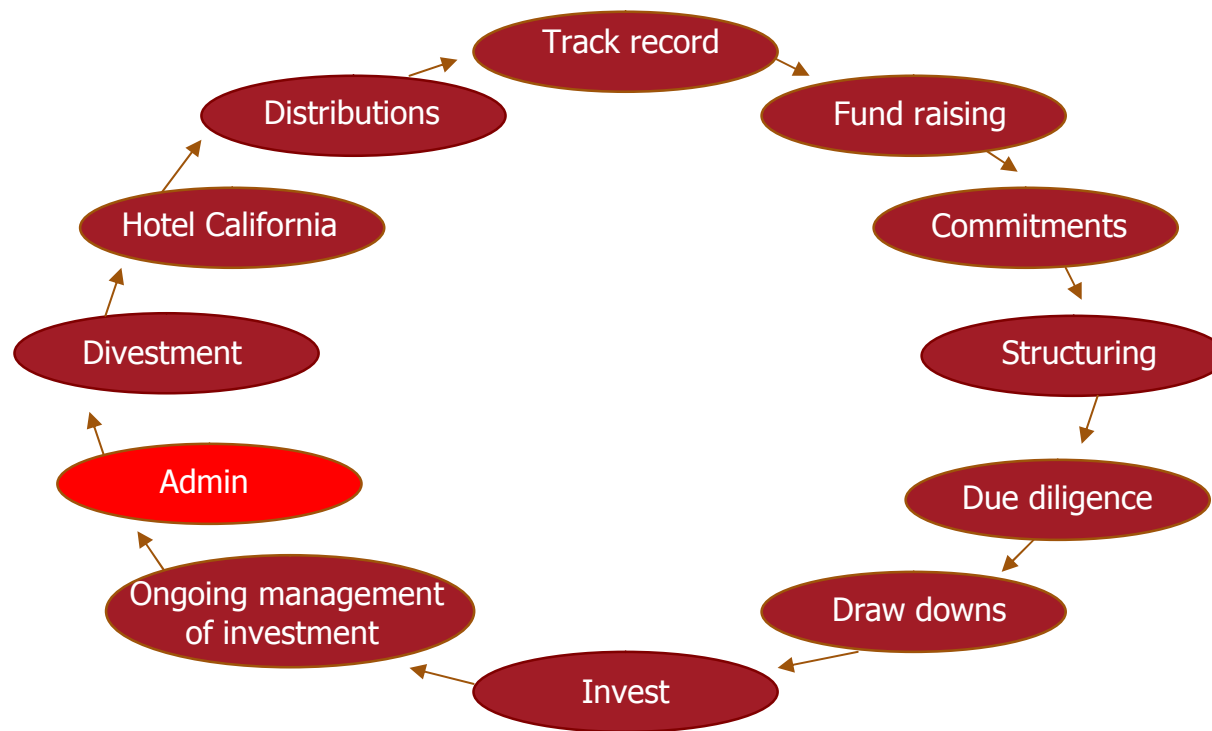 Track record
Fund raising
Commitments
Structuring
Due diligence
Draw downs
Invest
Ongoing management
of investment
Admin
Divestment
Hotel California
Distributions